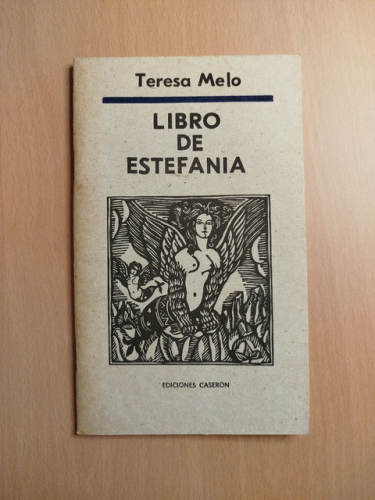 Teresa Melo
LIBRO
DE
ESTEFANIA
EDICIONES CASERON